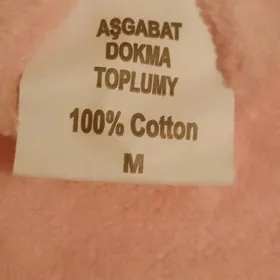 AŞGABAT
DOKMA
TOPLUMY
100% Cotton
M